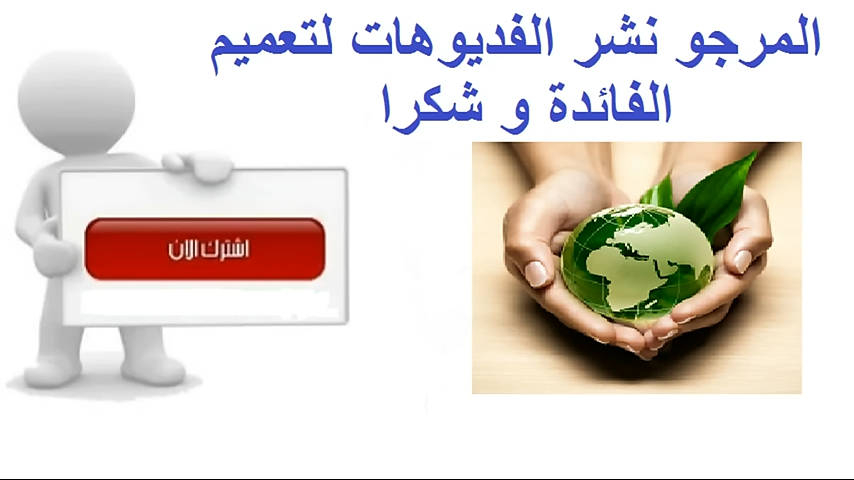 المرجو نشر الفديوهات لتعميم
الفائدة و شكرا
اشترك الان